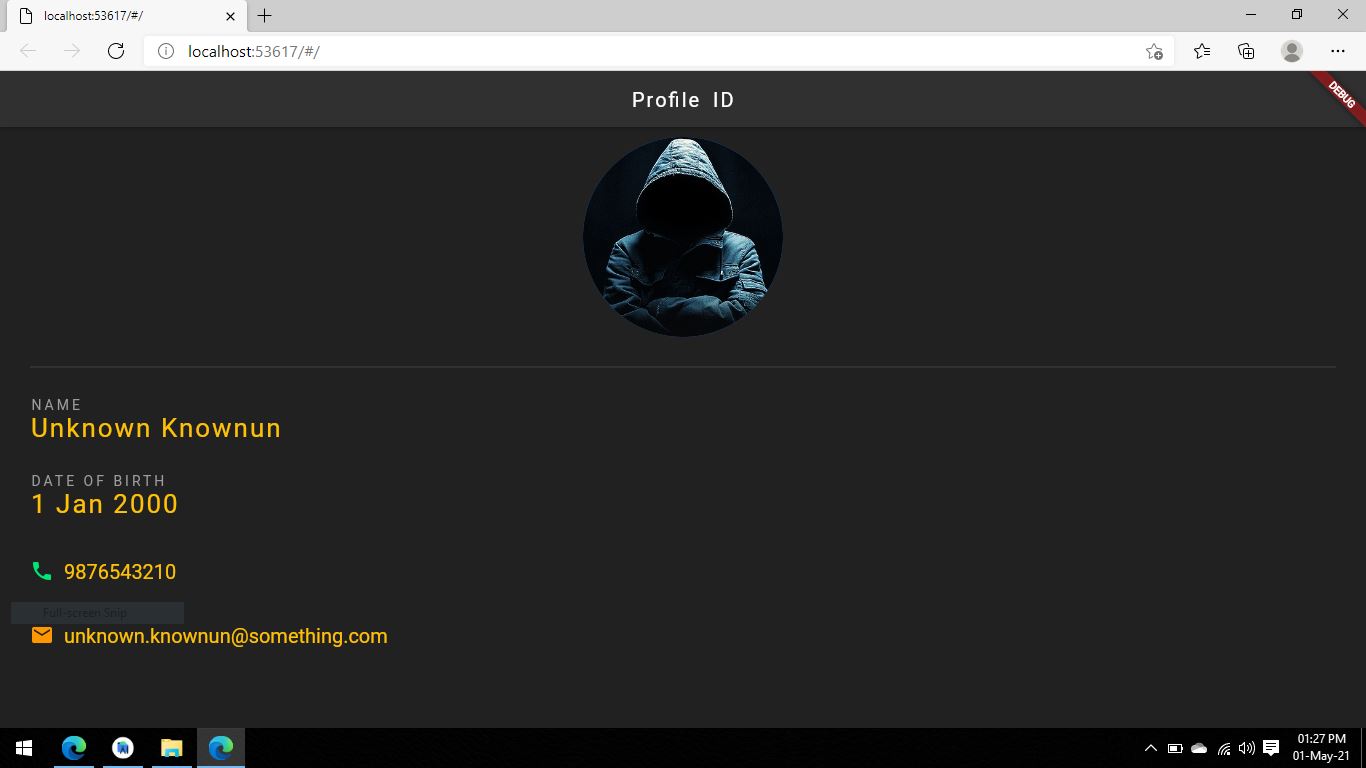 localhost:53617/#/
localhost:53617/#/
Profile ID
DEBUG
NAME
Unknown Knownun
DATE OF BIRTH
1 Jan 2000
9876543210
Full-screen Snip
unknown.knownun@something.com
01:27 PM
01-May-21